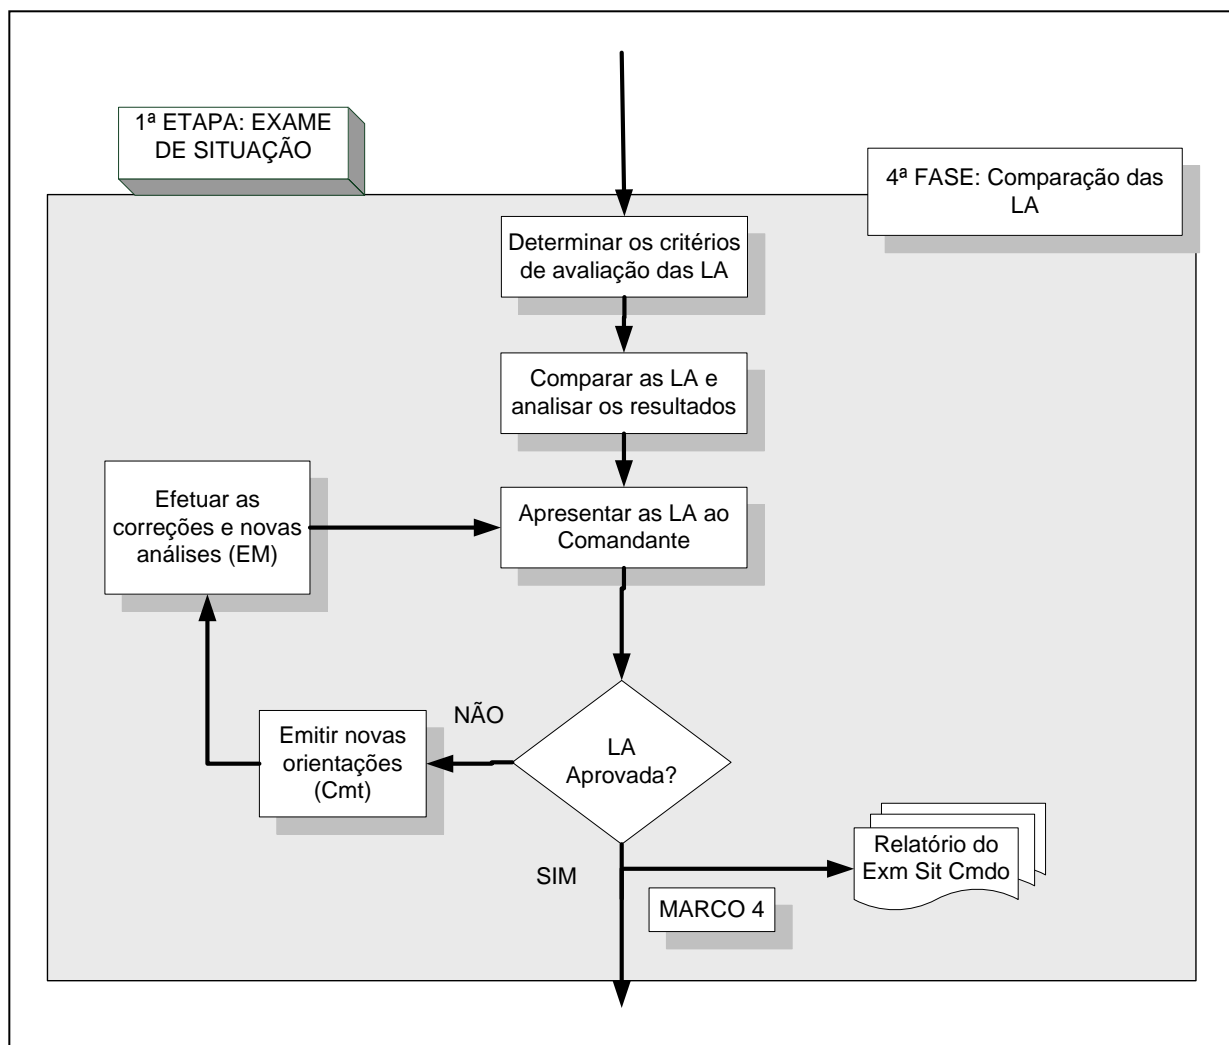 1ª ETAPA: EXAME
DE SITUAÇÃO
4ª FASE: Comparação das
LA
Determinar os critérios
de avaliação das LA
Comparar as LA e
analisar os resultados
Efetuar as
correções e novas
análises (EM)
Apresentar as LA ao
Comandante
NÃO
Emitir novas
orientações
(Cmt)
LA
Aprovada?
SIM
Relatório do
Exm Sit Cmdo
MARCO 4